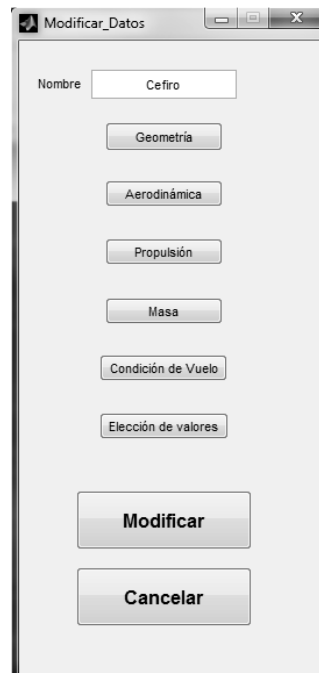 Modificar_Datos
Nombre Cefiro
Geometría
Aerodinámica
Propulsión
Masa
Condición de Vuelo
Elección de valores
Modificar
Cancelar